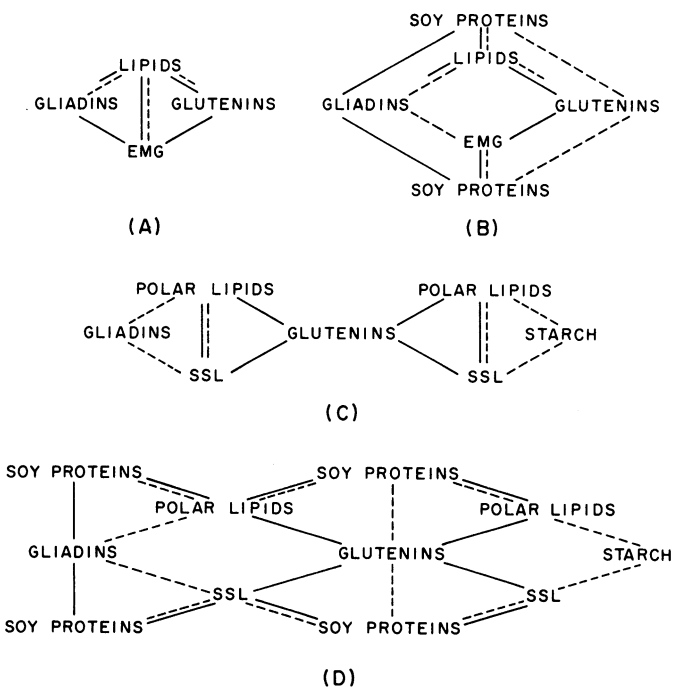 LIPIDS
GLIADINS GLUTENINS
EMG
(A)
SOY PROTEINS
LIPIDS
GLIADINS GLUTENINS
EMG
SOY PROTEINS
(B)
POLAR LIPIDS POLAR LIPIDS
GLIADINS GLUTENINS STARCH
SSL SSL
(C)
SOY PROTEINS SOY PROTEINS
POLAR LIPIDS POLAR LIPIDS
GLIADINS GLUTENINS STARCH
SSL SSL
SOY PROTEINS SOY PROTEINS
(D)